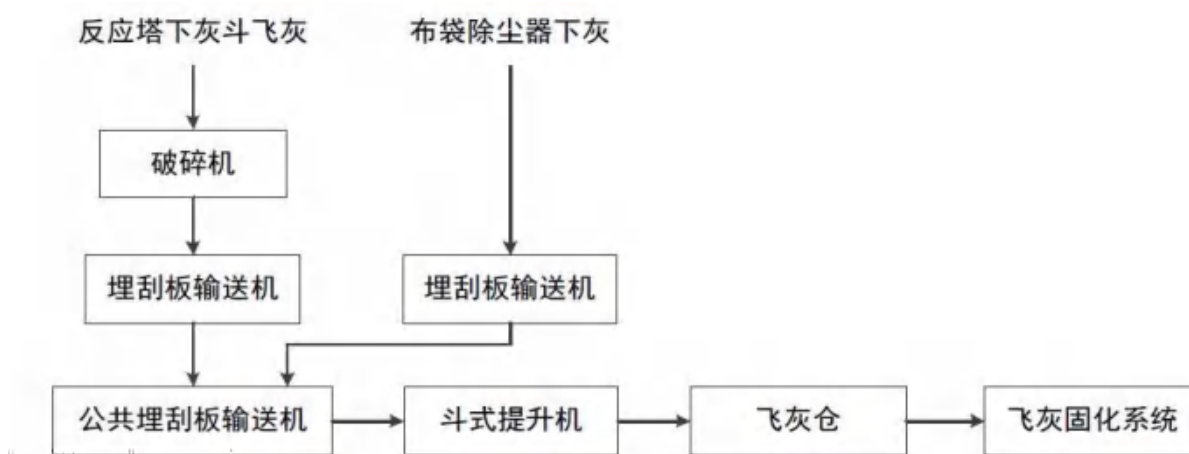 反应塔下灰斗飞灰
布袋除尘器下灰
破碎机
埋刮板输送机
埋刮板输送机
公共埋刮板输送机
斗式提升机
飞灰仓
飞灰固化系统